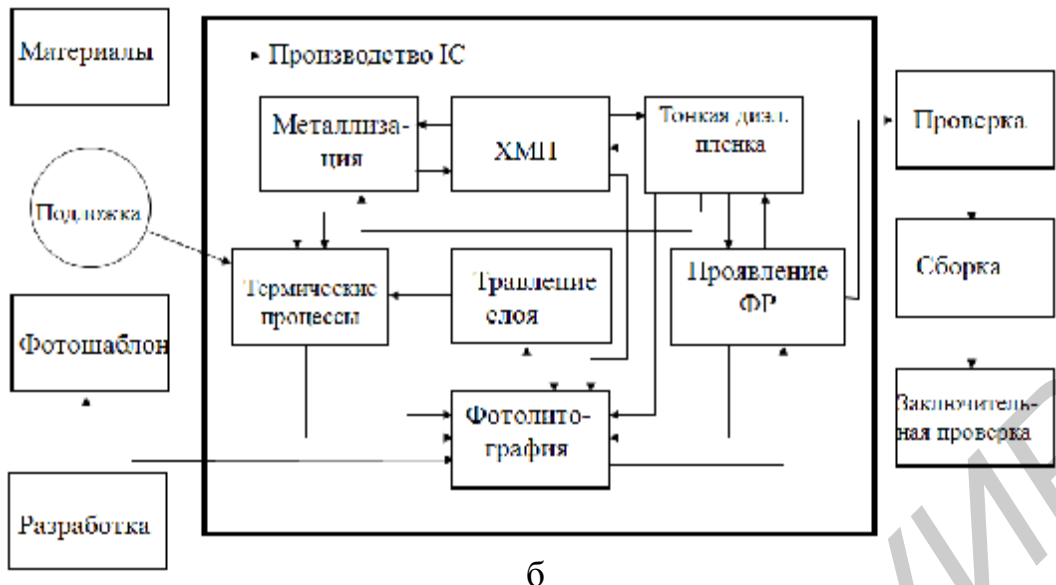 Материалы
Подложка
Фотошаблон
Разработка
Производство IC
Металлиза-
ция
ХМП
Тонкая диэл.
пленка
Термические
процессы
Травление
слоя
Проявление
ФР
Фотолито-
графия
Проверка
Сборка
Заключитель-
ная проверка
б